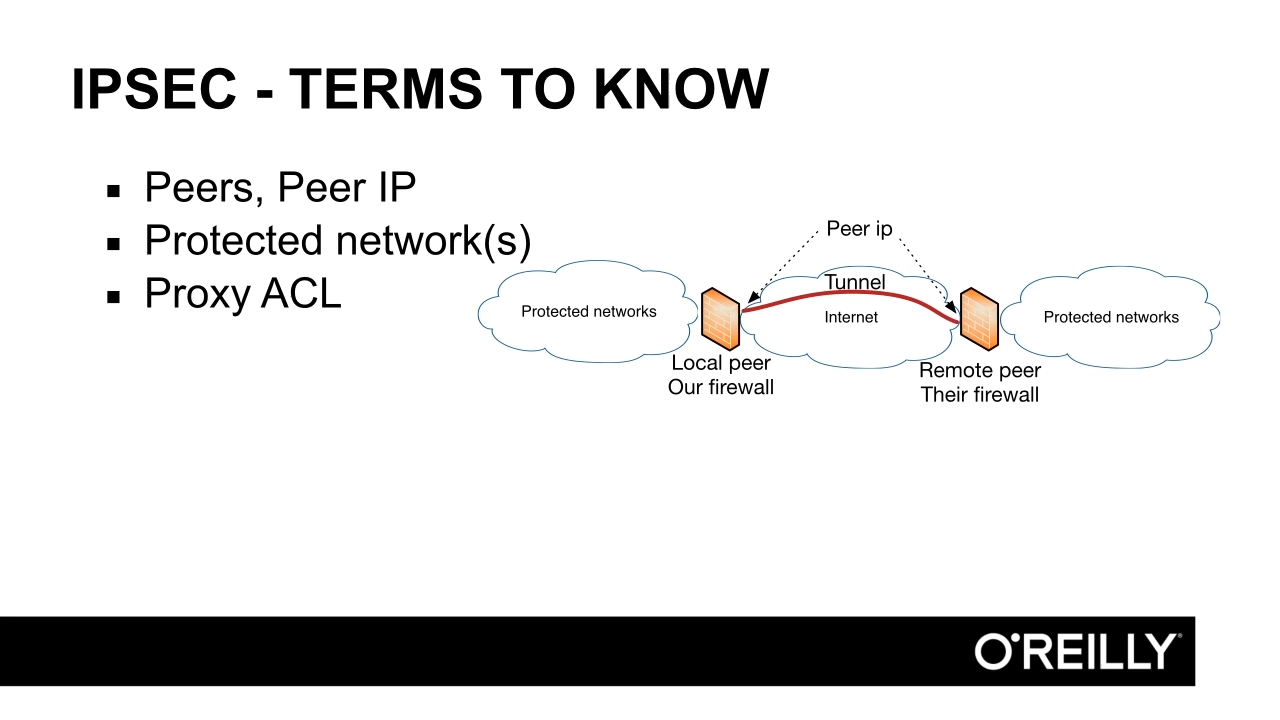 IPSEC - TERMS TO KNOW
Peers, Peer IP
Protected network(s)
Proxy ACL
Peer ip
Tunnel
Protected networks
Internet
Protected networks
Local peer
Our firewall
Remote peer
Their firewall
O'REILLY®